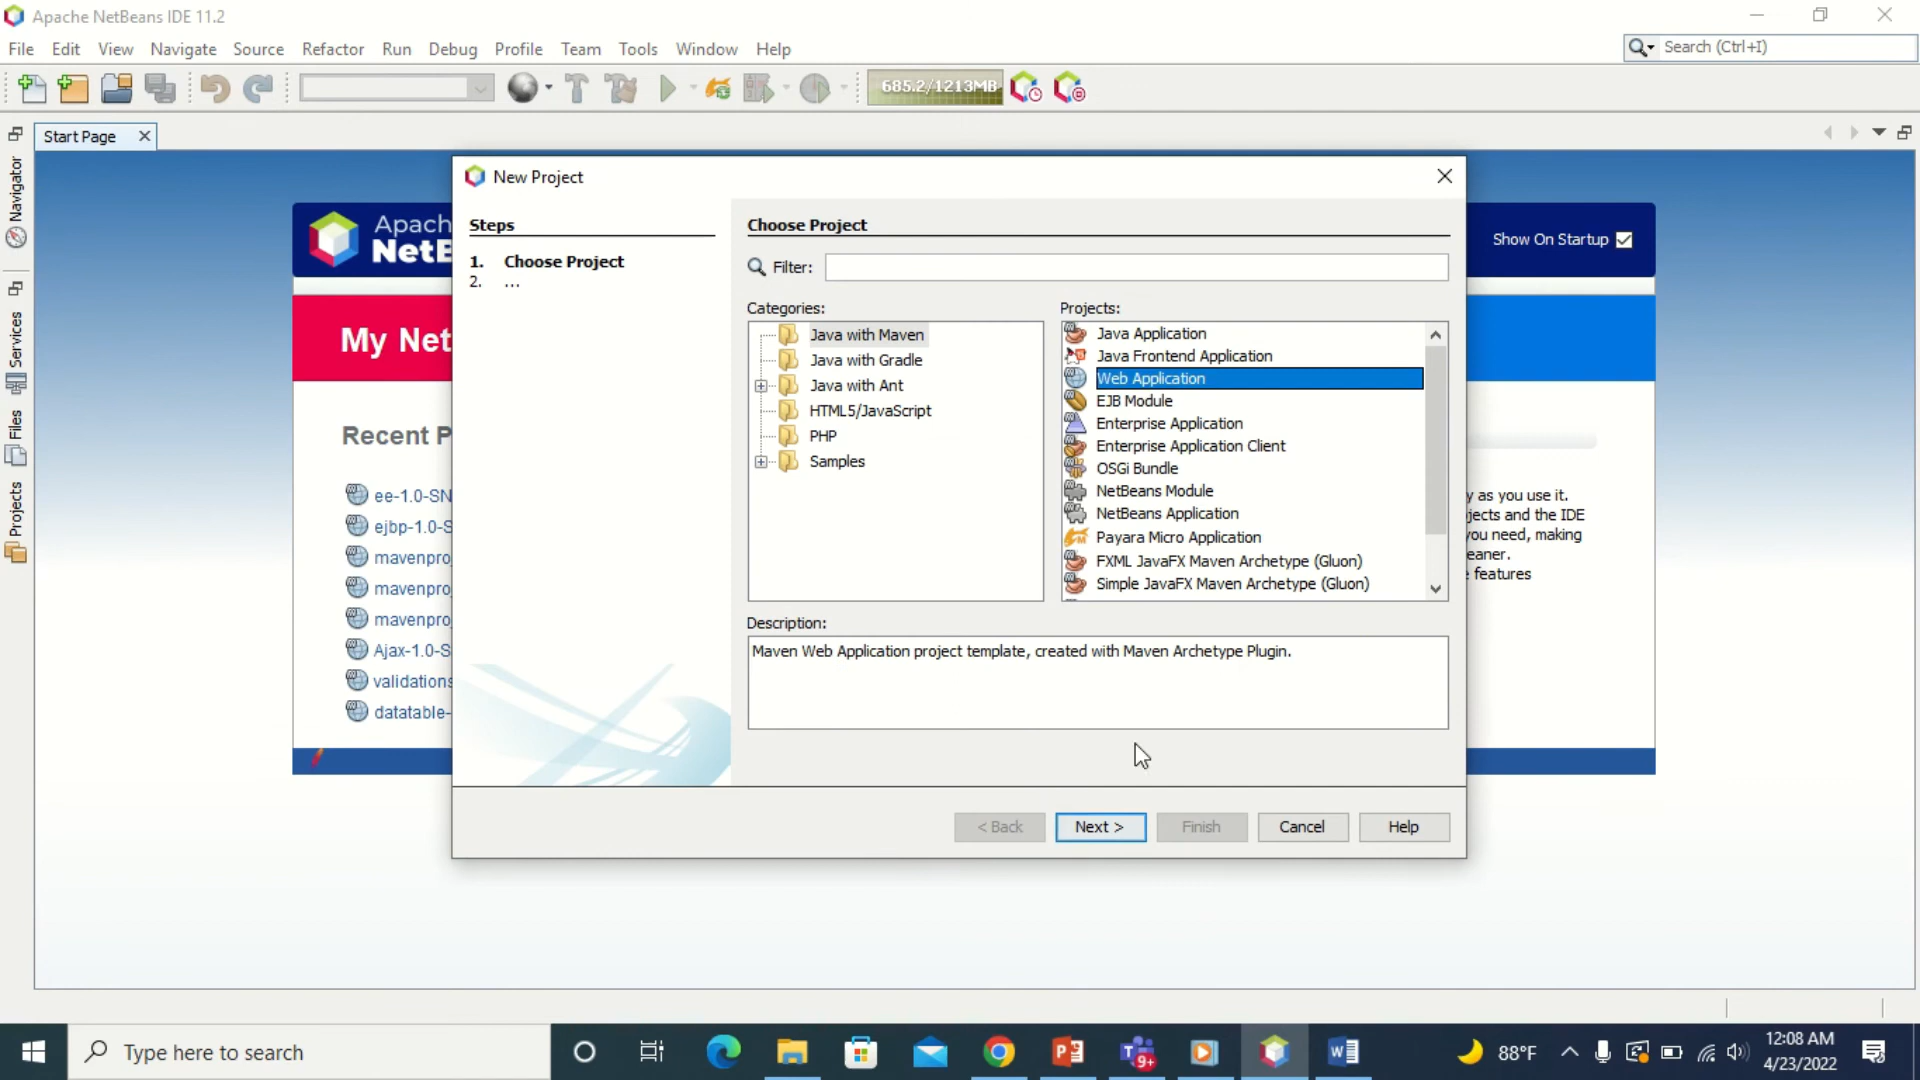 Apache NetBeans IDE 11.2
File Edit View Navigate Source Refactor Run Debug Profile Team Tools Window Help
Search (Ctrl+I)
685.2/1213MB
Start Page
Navigator
Services
Files
Projects
Apach
NetB
Show On Startup
My Net
Recent P
ee-1.0-SN
ejbp-1.0-S
mavenproj
mavenproj
mavenproj
Ajax-1.0-S
validations
datatable-
y as you use it.
jects and the IDE
you need, making
eaner.
features
New Project
Steps
1. Choose Project
2. ...
Choose Project
Filter:
Categories:
Java with Maven
Java with Gradle
Java with Ant
HTML5/JavaScript
PHP
Samples
Projects:
Java Application
Java Frontend Application
Web Application
EJB Module
Enterprise Application
Enterprise Application Client
OSGi Bundle
NetBeans Module
NetBeans Application
Payara Micro Application
FXML JavaFX Maven Archetype (Gluon)
Simple JavaFX Maven Archetype (Gluon)
Description:
Maven Web Application project template, created with Maven Archetype Plugin.
< Back Next > Finish Cancel Help
Type here to search
9+
88°F
12:08 AM
4/23/2022